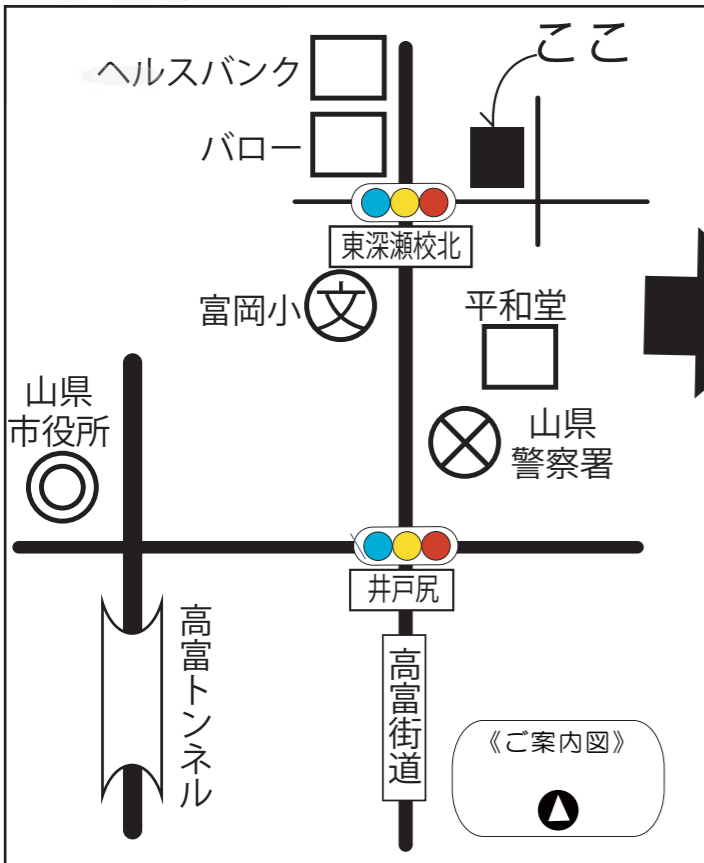 ここ
ヘルスバンク
バロー
東深瀬校北
富岡小
文
平和堂
山県
市役所
山県
警察署
井戸尻
高富トンネル
高富街道
《ご案内図》